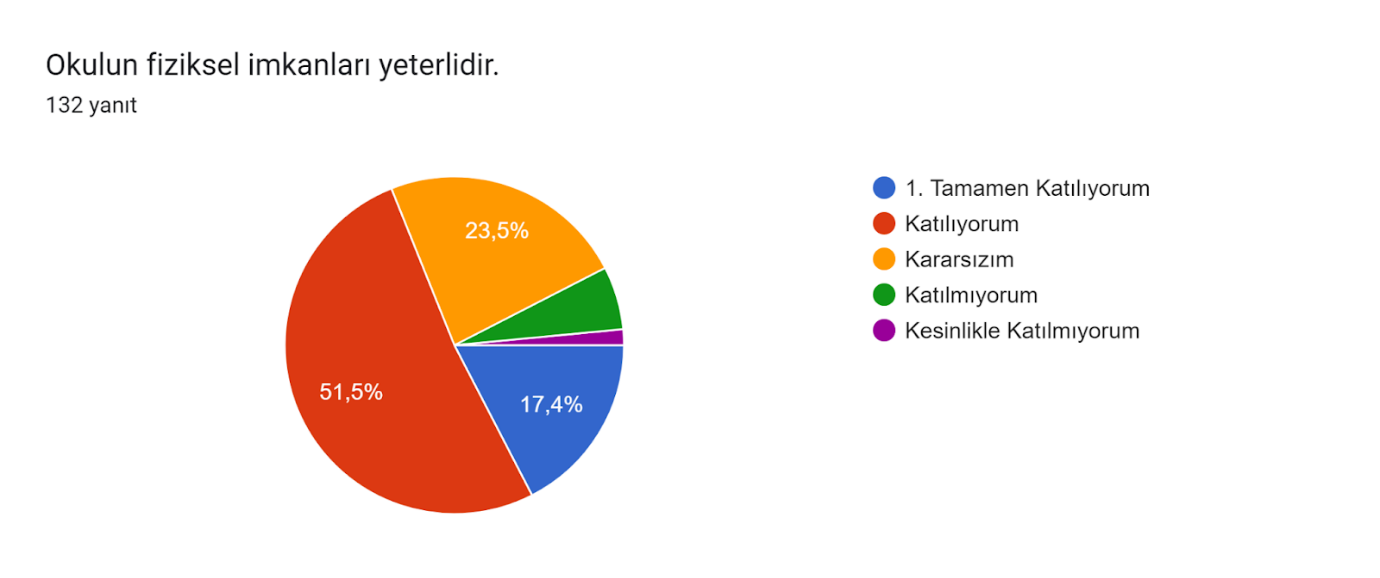 Okulun fiziksel imkanları yeterlidir.
132 yanıt
23,5%
51,5%
17,4%
1. Tamamen Katılıyorum
Katılıyorum
Kararsızım
Katılmıyorum
Kesinlikle Katılmıyorum